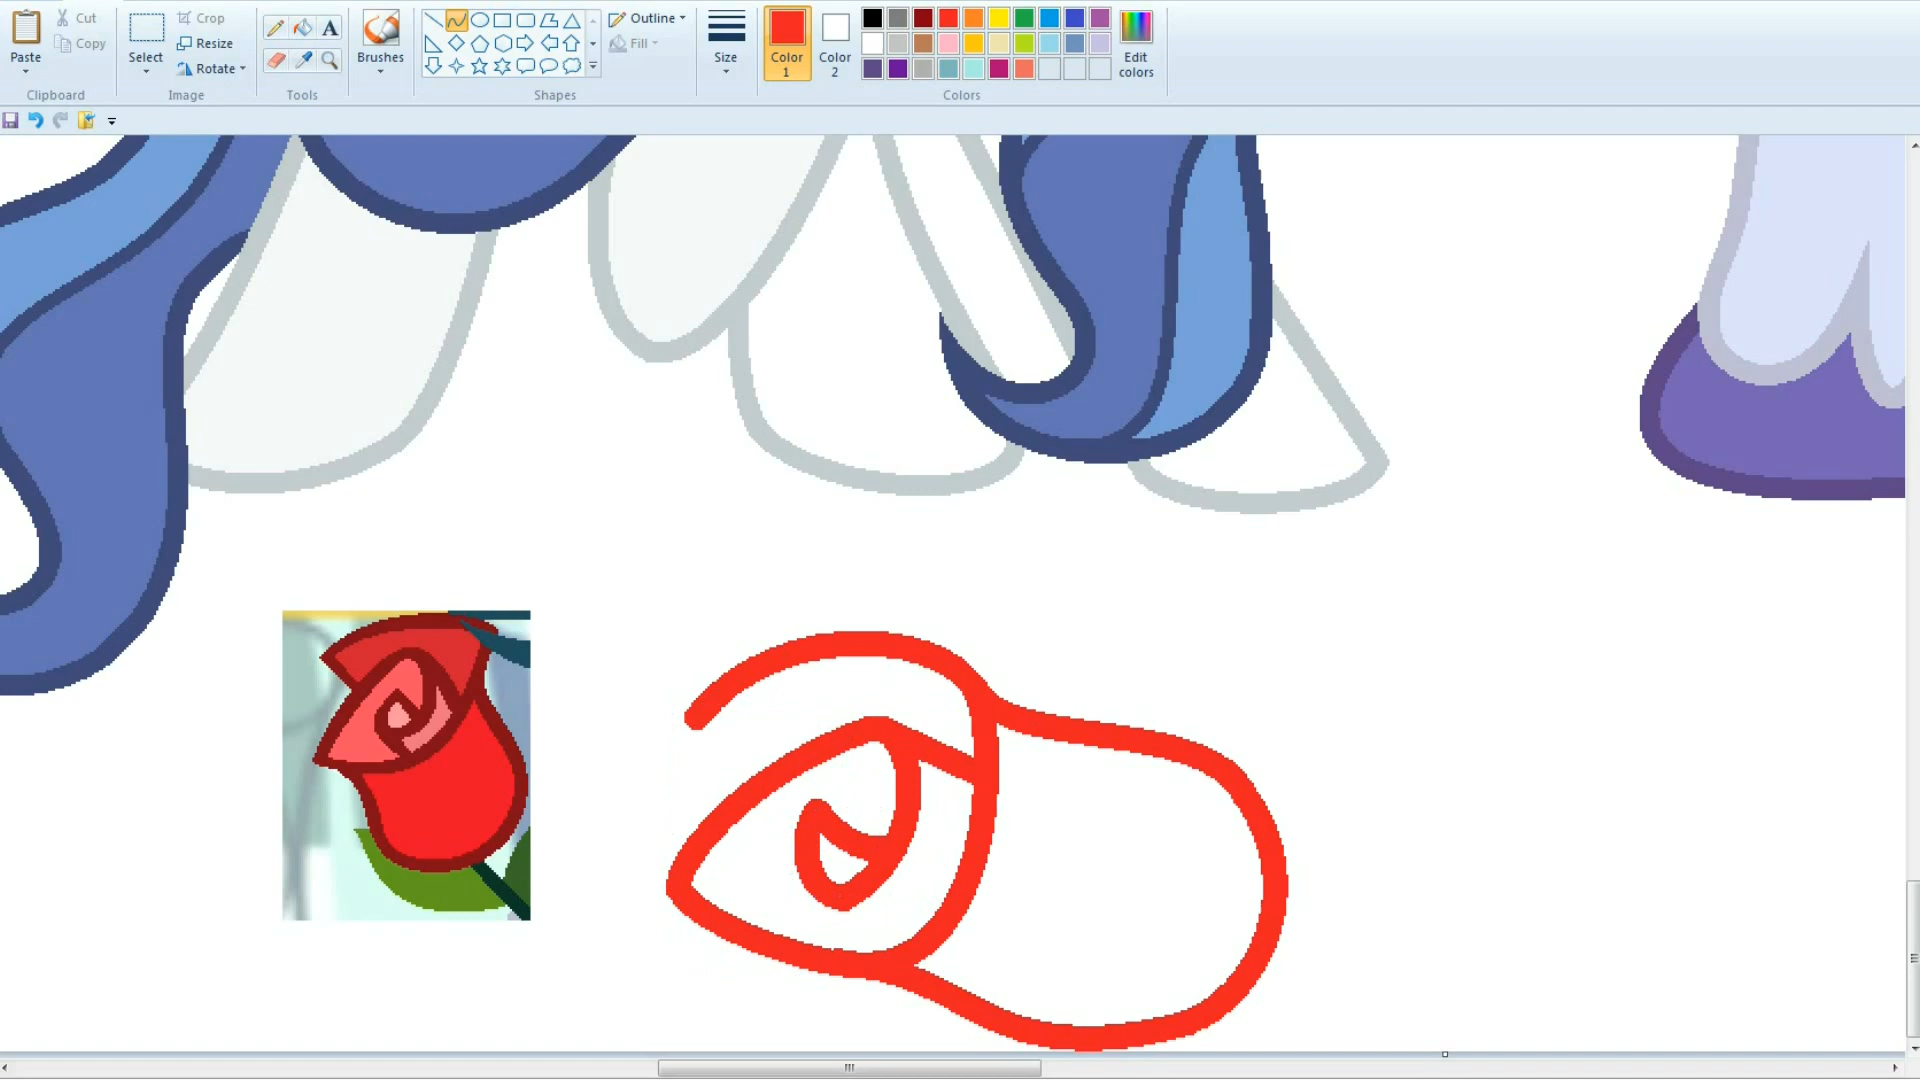 Paste
Cut
Copy
Clipboard
Select
Crop
Resize
Rotate
Image
A
Tools
Brushes
Outline
Fill
Shapes
Size
Color
1
Color
2
Edit
colors
Colors